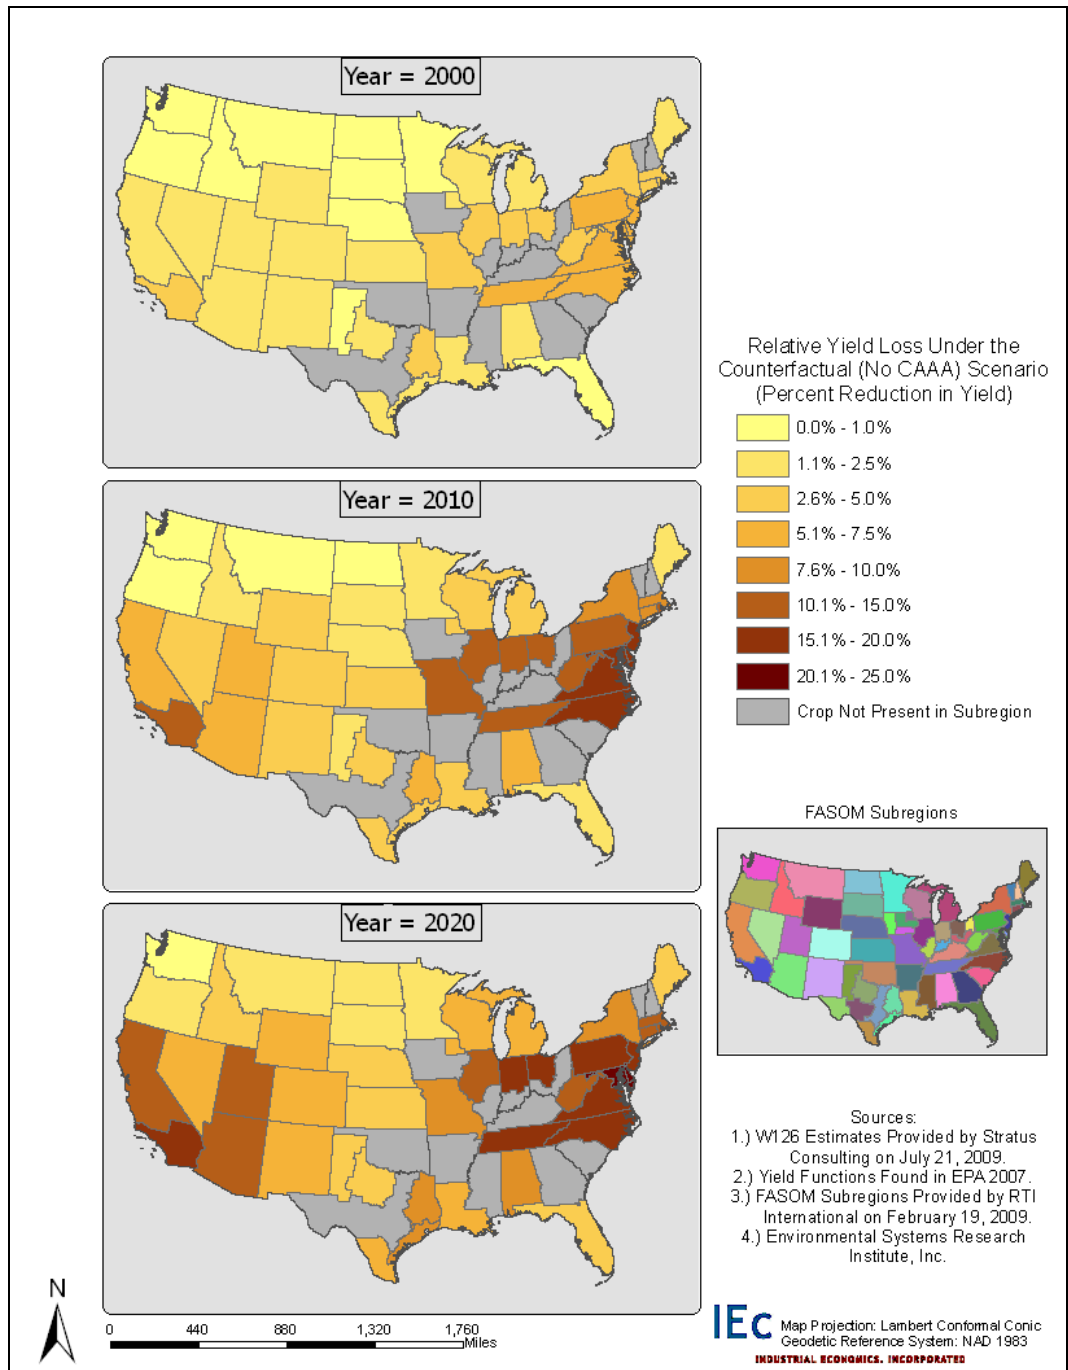 Year = 2000
Relative Yield Loss Under the
Counterfactual (No CAAA) Scenario
(Percent Reduction in Yield)
0.0% - 1.0%
1.1% - 2.5%
2.6% - 5.0%
5.1% - 7.5%
7.6% - 10.0%
10.1% - 15.0%
15.1% - 20.0%
20.1% - 25.0%
Crop Not Present in Subregion
Year = 2010
FASOM Subregions
Year = 2020
Sources:
1.) W126 Estimates Provided by Stratus
Consulting on July 21, 2009.
2.) Yield Functions Found in EPA 2007.
3.) FASOM Subregions Provided by RTI
International on February 19, 2009.
4.) Environmental Systems Research
Institute, Inc.
N
0 440 880 1,320 1,760
Miles
IEc
Map Projection: Lambert Conformal Conic
Geodetic Reference System: NAD 1983
INDUSTRIAL ECONOMICS, INCORPORATED